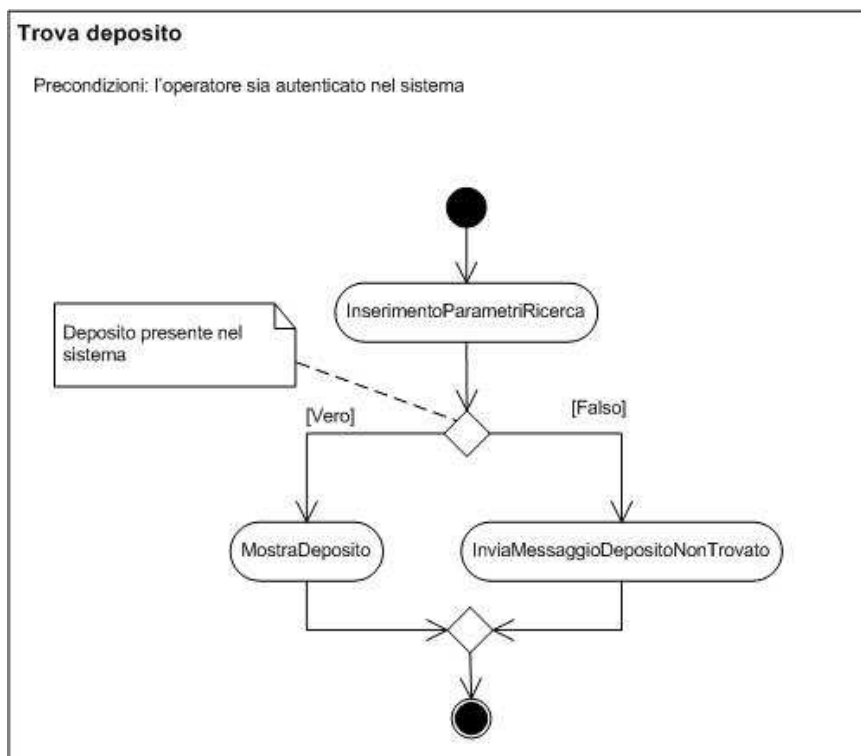 Trova deposito
Precondizioni: l'operatore sia autenticato nel sistema
InserimentoParametriRicerca
Deposito presente nel
sistema
[Vero]
[Falso]
MostraDeposito
InviaMessaggioDepositoNonTrovato